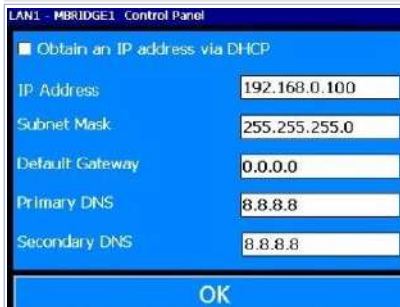 LAN1 - MBRIDGE1 Control Panel
Obtain an IP address via DHCP
IP Address 192.168.0.100
Subnet Mask 255.255.255.0
Default Gateway 0.0.0.0
Primary DNS 8.8.8.8
Secondary DNS 8.8.8.8
OK